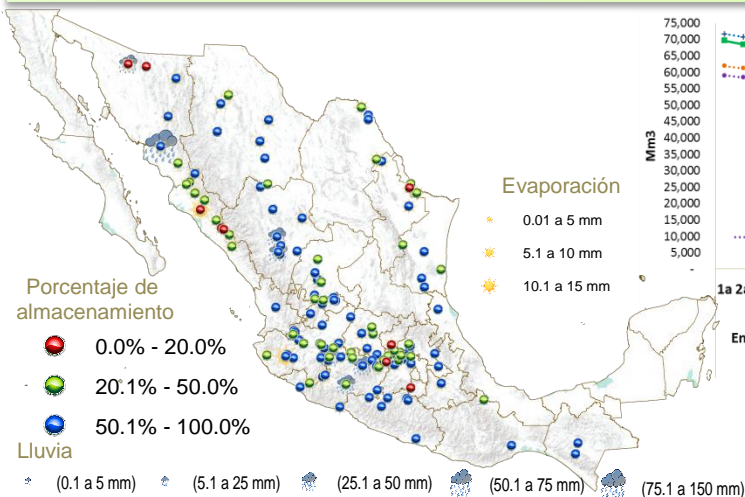 75,000
70,000
65,000
60,000
55,000
50,000
45,000
40,000
35,000
30,000
25,000
20,000
15,000
10,000
5,000
-
Mm3
1a 2a
En
Evaporación
0.01 a 5 mm
5.1 a 10 mm
10.1 a 15 mm
Porcentaje de
almacenamiento
0.0% - 20.0%
20.1% - 50.0%
50.1% - 100.0%
Lluvia
(0.1 a 5 mm)
(5.1 a 25 mm)
(25.1 a 50 mm)
(50.1 a 75 mm)
(75.1 a 150 mm)